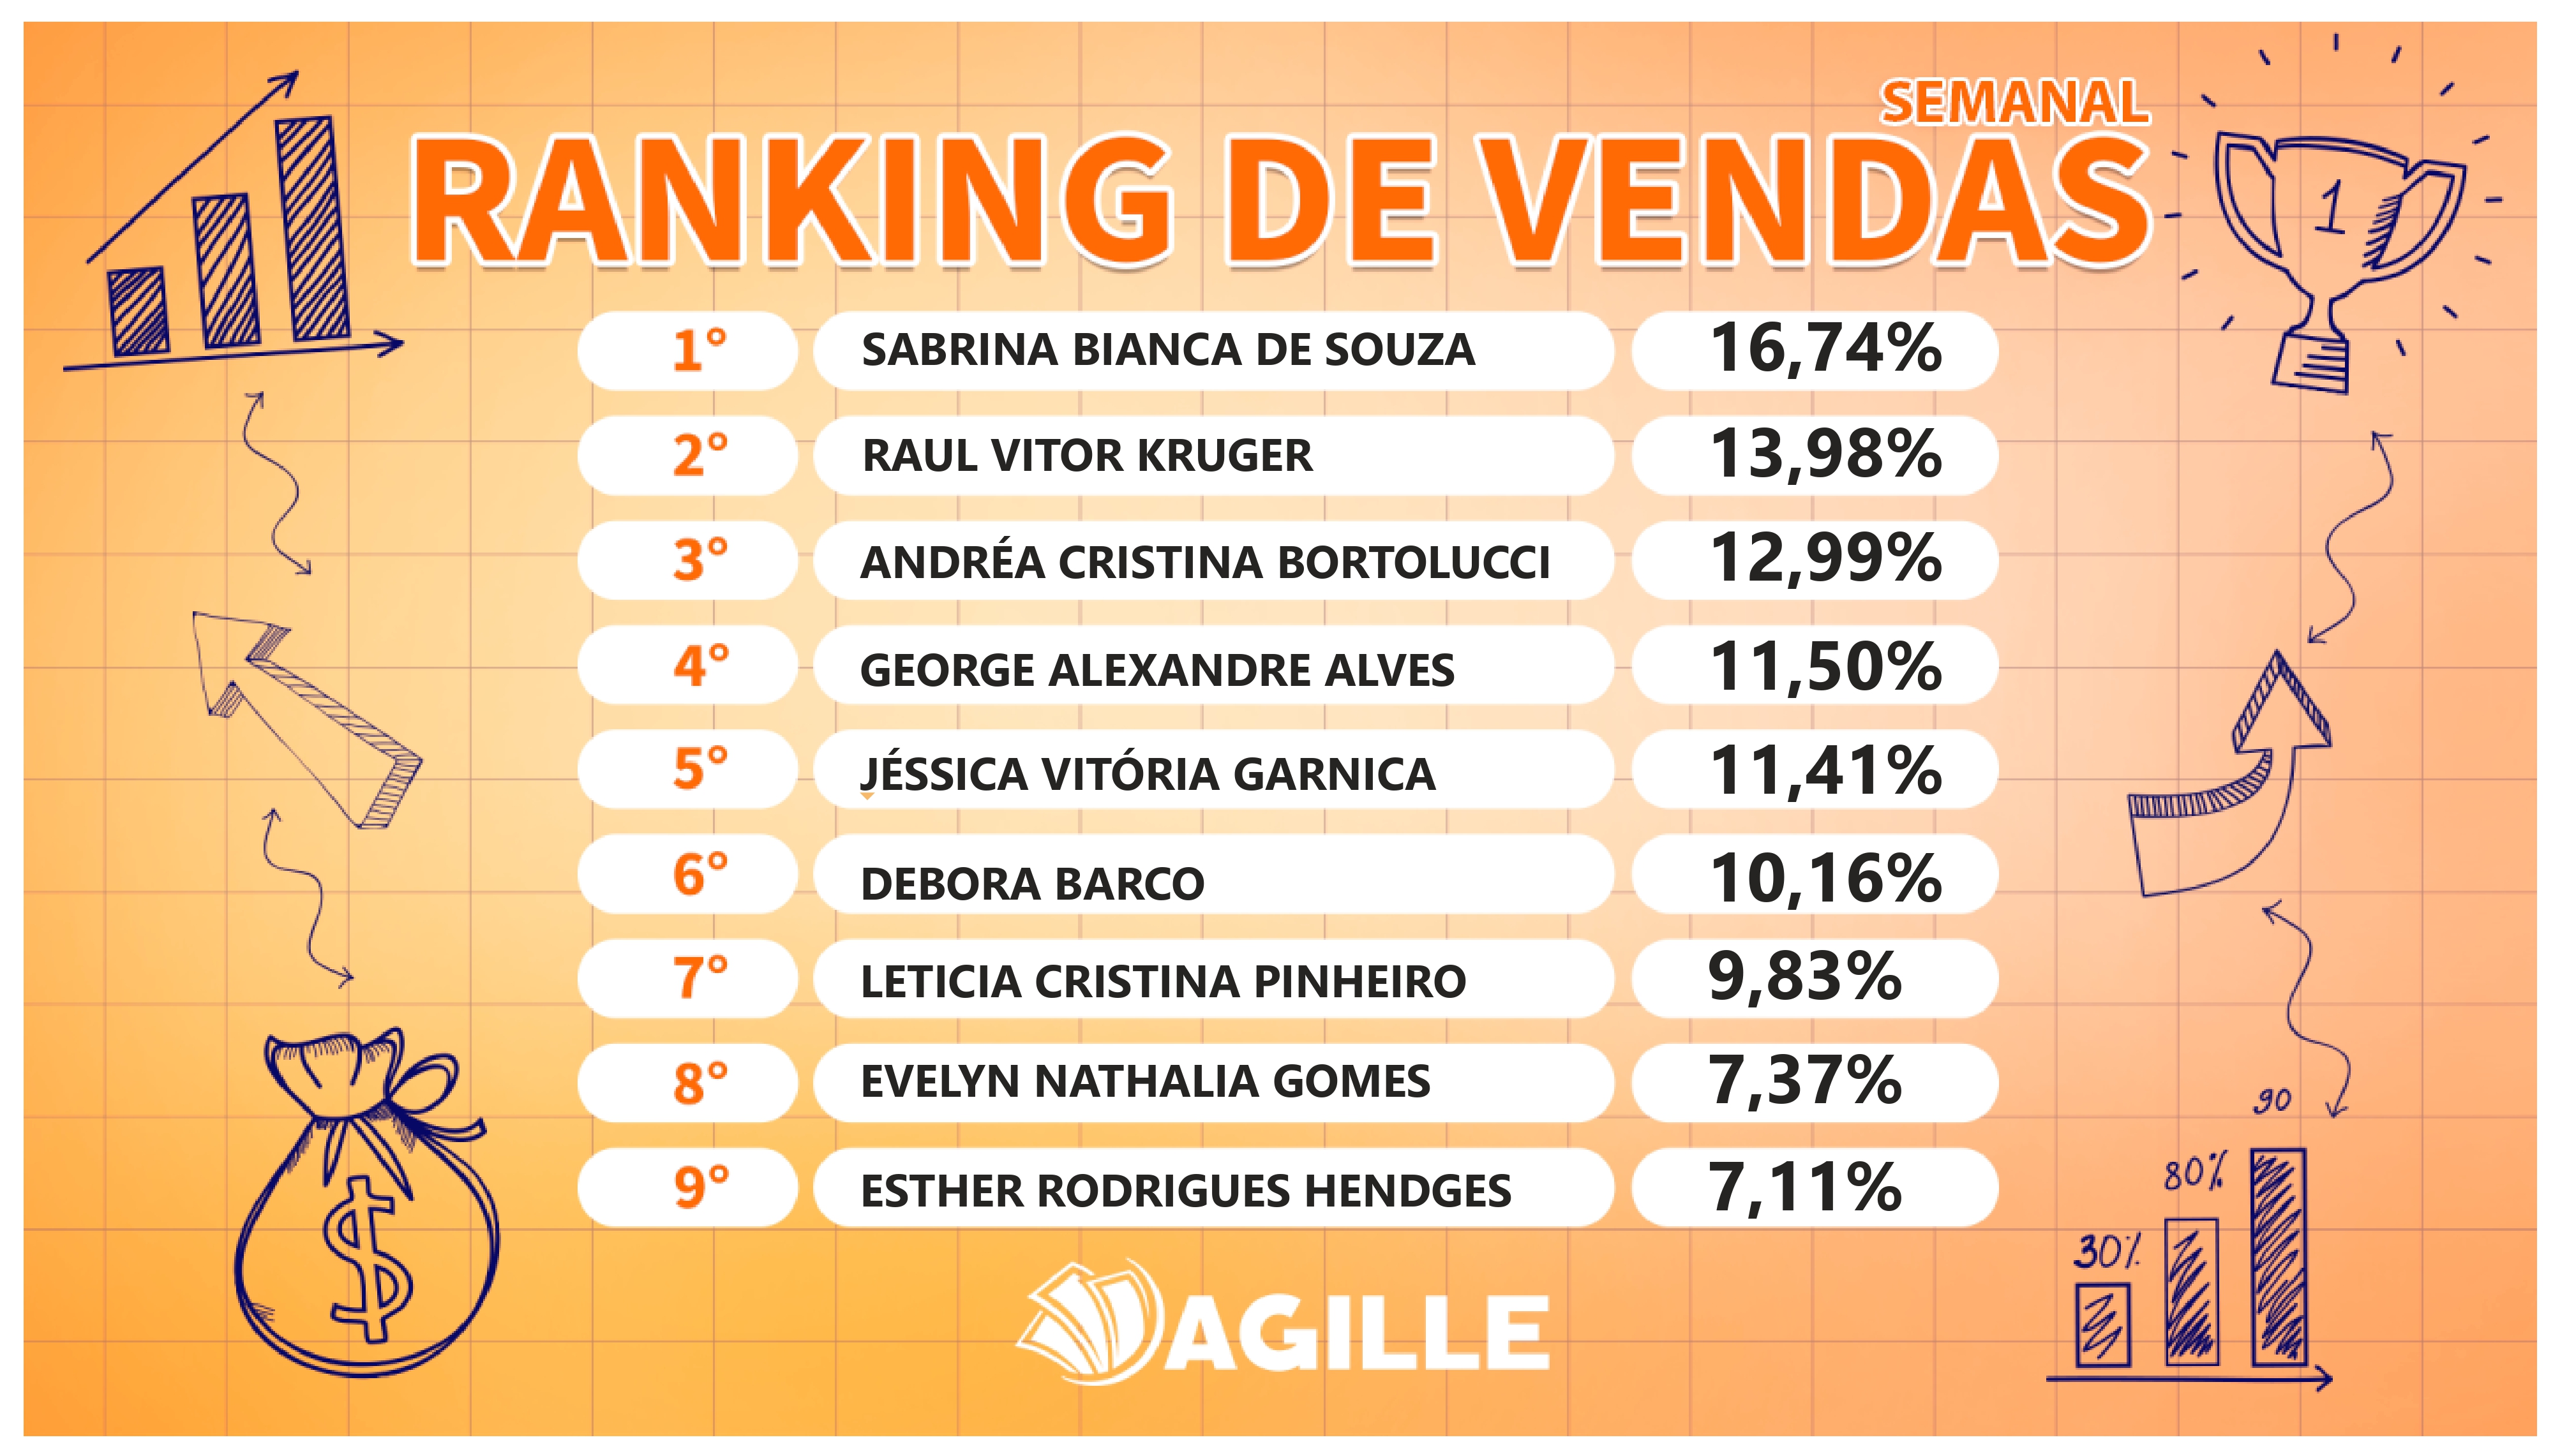 SEMANAL
RANKING DE VENDAS
1
1° SABRINA BIANCA DE SOUZA 16,74%
2° RAUL VITOR KRUGER 13,98%
3° ANDRÉA CRISTINA BORTOLUCCI 12,99%
4° GEORGE ALEXANDRE ALVES 11,50%
5° JÉSSICA VITÓRIA GARNICA 11,41%
6° DEBORA BARCO 10,16%
7° LETICIA CRISTINA PINHEIRO 9,83%
8° EVELYN NATHALIA GOMES 7,37%
9° ESTHER RODRIGUES HENDGES 7,11%
90
80%
30%
$
AGILLE